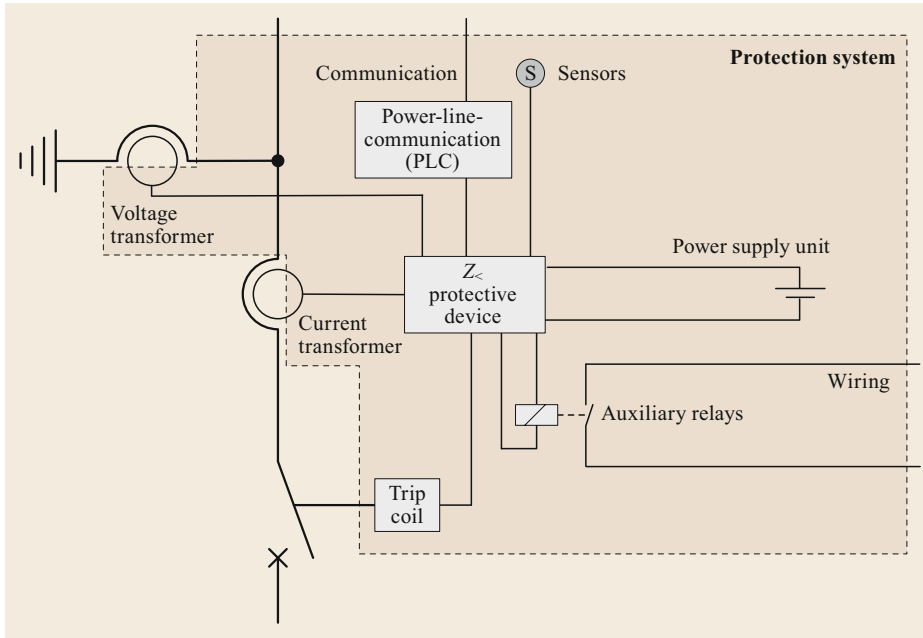 Protection system
Communication
S
Sensors
Power-line-
communication
(PLC)
Voltage
transformer
Power supply unit
Z<
protective
device
Current
transformer
Wiring
Auxiliary relays
Trip
coil